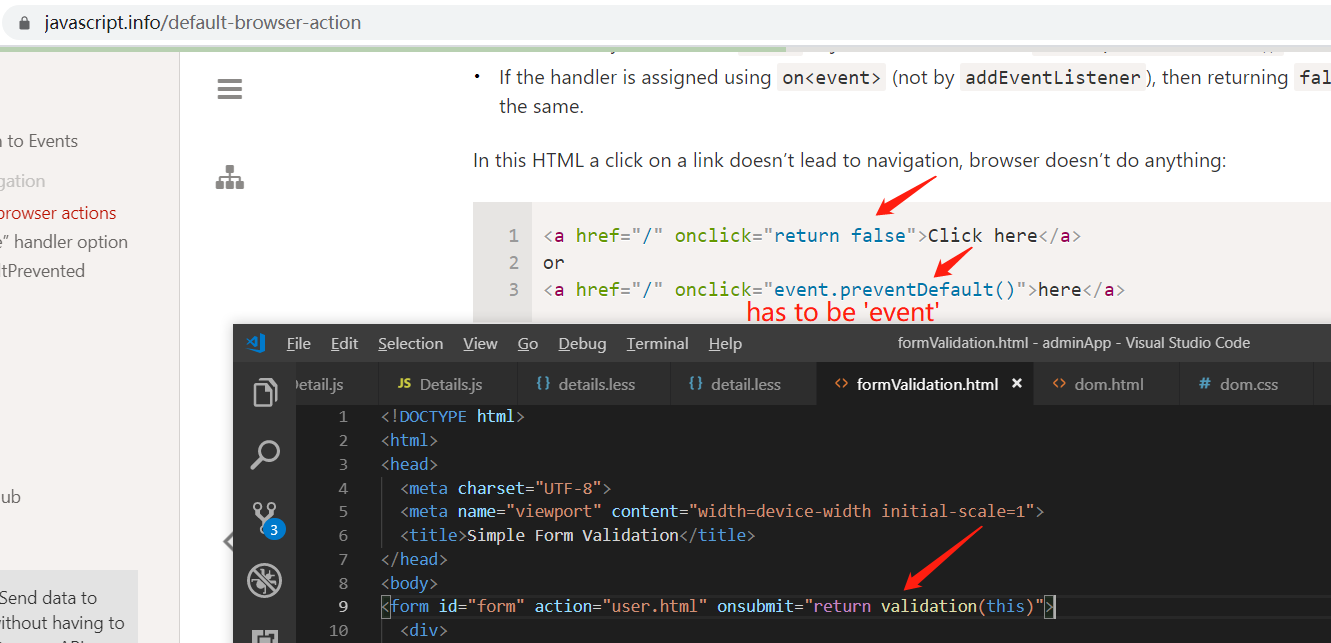 javascript.info/default-browser-action
• If the handler is assigned using on<event> (not by addEventListener), then returning fal
the same.
to Events
In this HTML a click on a link doesn’t lead to navigation, browser doesn’t do anything:
gation
browser actions
1 <a href="/" onclick="return false">Click here</a>
” handler option
2 or
tPrevented
3 <a href="/" onclick="event.preventDefault()">here</a>
has to be 'event'
File Edit Selection View Go Debug Terminal Help formValidation.html - adminApp - Visual Studio Code
etail.js JS Details.js {} details.less {} detail.less <> formValidation.html × <> dom.html # dom.css
1 <!DOCTYPE html>
2 <html>
3 <head>
4 <meta charset="UTF-8">
ub
5 <meta name="viewport" content="width=device-width initial-scale=1">
3
6 <title>Simple Form Validation</title>
7 </head>
8 <body>
Send data to
9 <form id="form" action="user.html" onsubmit="return validation(this)">
ithout having to
10 <div>